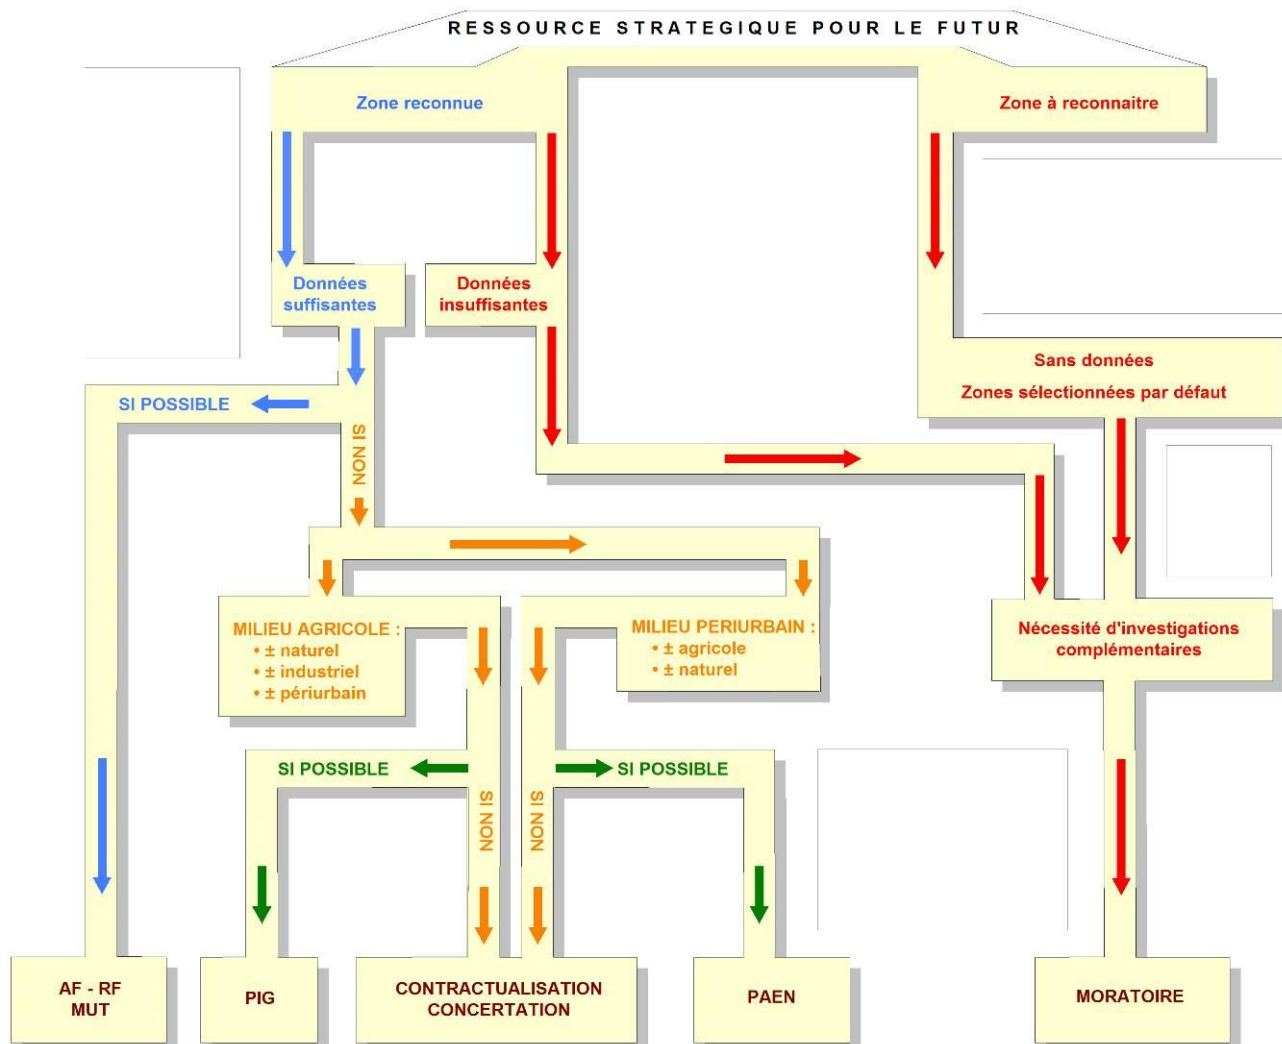 RESSOURCE STRATEGIQUE POUR LE FUTUR
Zone reconnue
Zone à reconnaitre
Données
suffisantes
Données
insuffisantes
Sans données
Zones sélectionnées par défaut
SI POSSIBLE
SI NON
MILIEU AGRICOLE :
• ± naturel
• ± industriel
• ± périurbain
MILIEU PERIURBAIN :
• ± agricole
• ± naturel
Nécessité d'investigations
complémentaires
SI POSSIBLE
SI POSSIBLE
SI NON
SI NON
AF - RF
MUT
PIG
CONTRACTUALISATION
CONCERTATION
PAEN
MORATOIRE